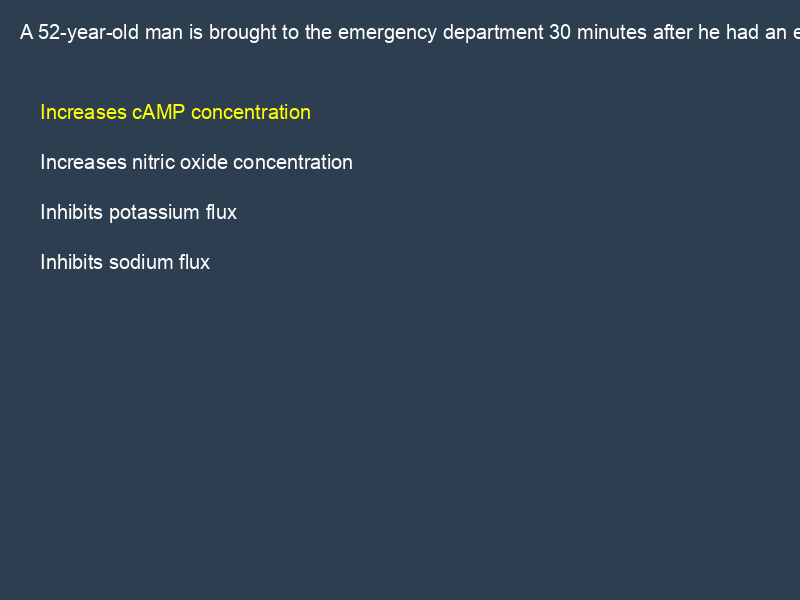 A 52-year-old man is brought to the emergency department 30 minutes after he had an
Increases cAMP concentration
Increases nitric oxide concentration
Inhibits potassium flux
Inhibits sodium flux